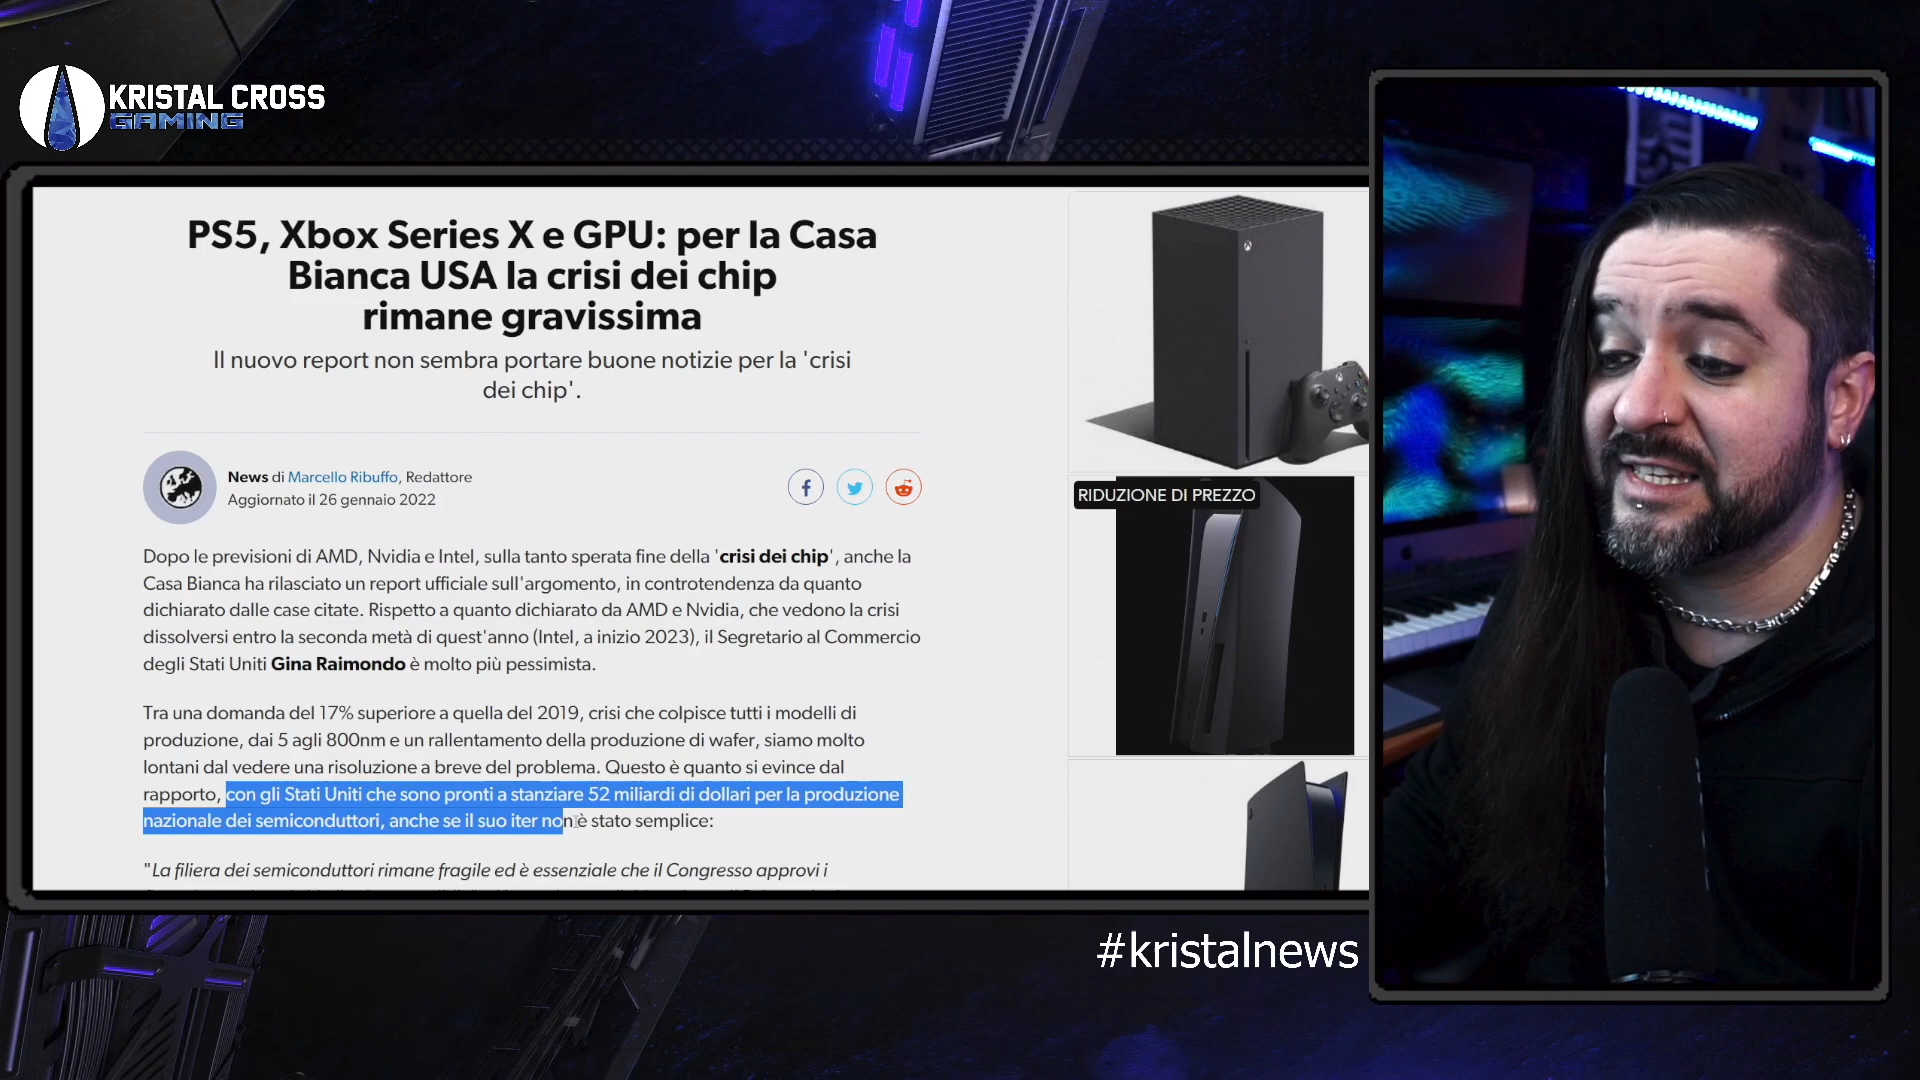 KRISTAL CROSS
GAMING
PS5, Xbox Series X e GPU: per la Casa
Bianca USA la crisi dei chip
rimane gravissima
Il nuovo report non sembra portare buone notizie per la 'crisi
dei chip'.
News di Marcello Ribuffo, Redattore
Aggiornato il 26 gennaio 2022
Dopo le previsioni di AMD, Nvidia e Intel, sulla tanto sperata fine della 'crisi dei chip', anche la
Casa Bianca ha rilasciato un report ufficiale sull'argomento, in controtendenza da quanto
dichiarato dalle case citate. Rispetto a quanto dichiarato da AMD e Nvidia, che vedono la crisi
dissolversi entro la seconda metà di quest'anno (Intel, a inizio 2023), il Segretario al Commercio
degli Stati Uniti Gina Raimondo è molto più pessimista.
Tra una domanda del 17% superiore a quella del 2019, crisi che colpisce tutti i modelli di
produzione, dai 5 agli 800nm e un rallentamento della produzione di wafer, siamo molto
lontani dal vedere una risoluzione a breve del problema. Questo è quanto si evince dal
rapporto, con gli Stati Uniti che sono pronti a stanziare 52 miliardi di dollari per la produzione
nazionale dei semiconduttori, anche se il suo iter non è stato semplice:
"La filiera dei semiconduttori rimane fragile ed è essenziale che il Congresso approvi i
RIDUZIONE DI PREZZO
#kristalnews